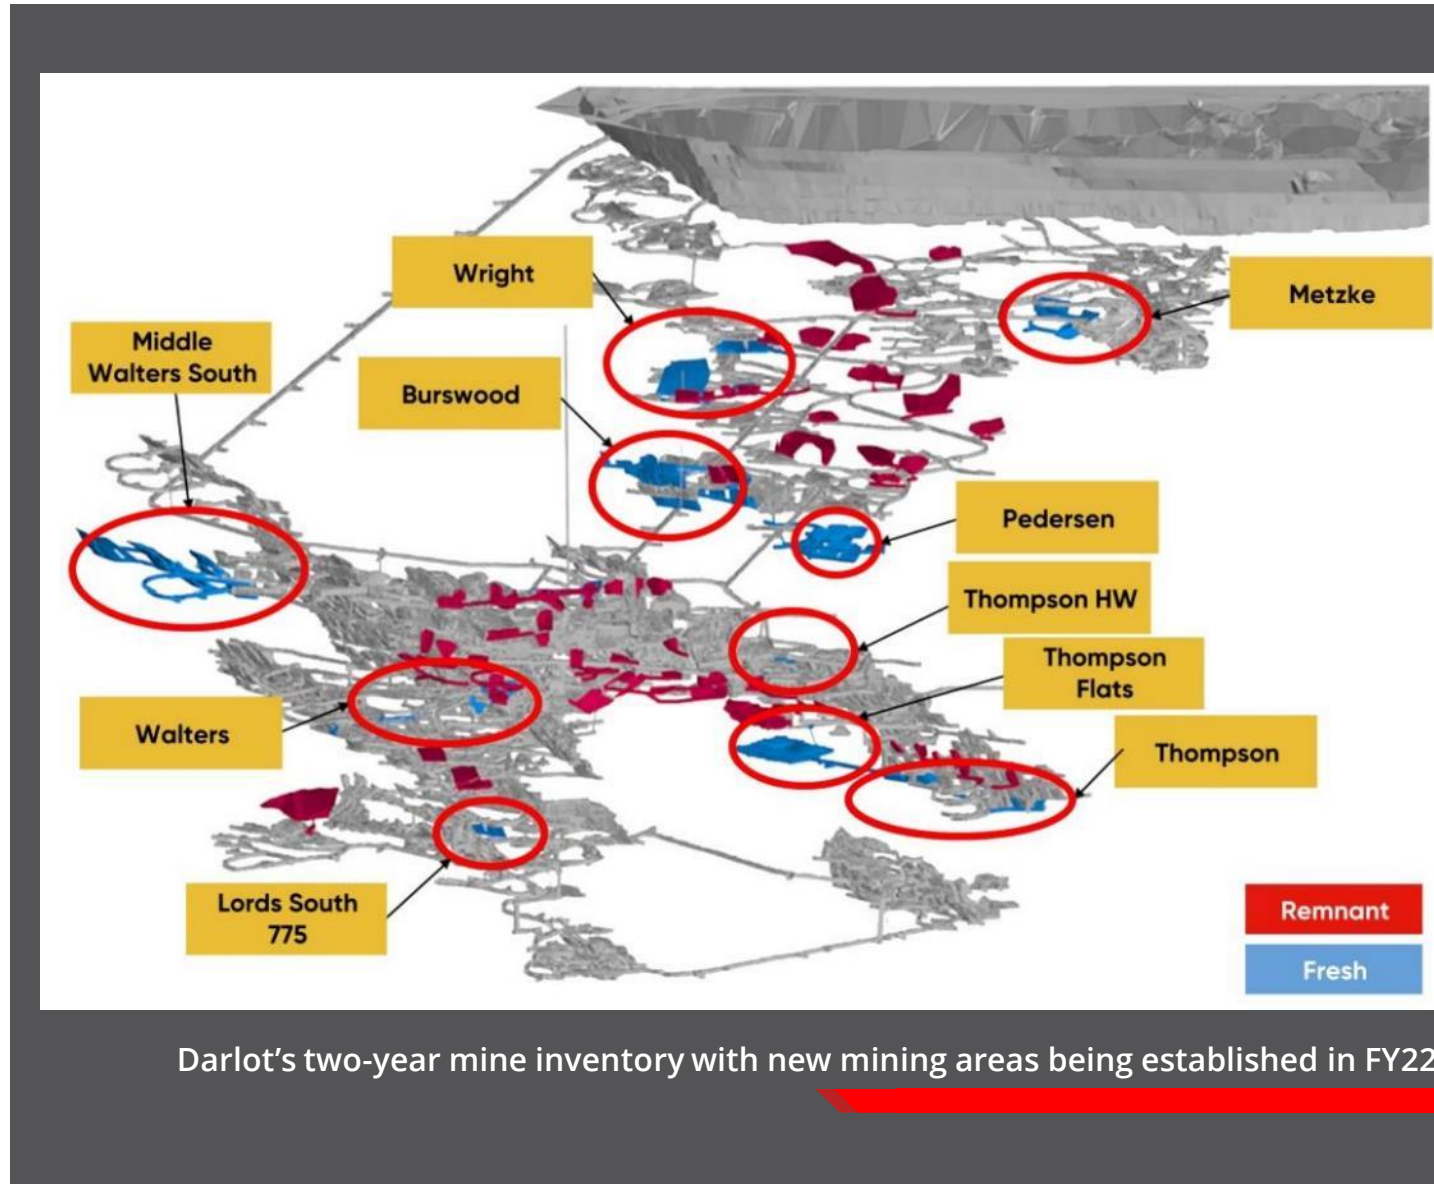 Wright
Metzke
Middle
Walters South
Burswood
Pedersen
Thompson HW
Thompson
Flats
Walters
Thompson
Lords South
775
Remnant
Fresh
Darlot’s two-year mine inventory with new mining areas being established in FY22